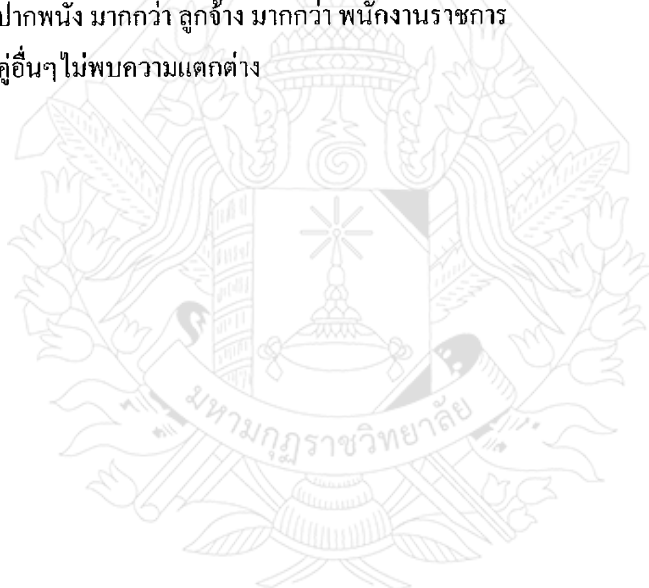 ปากพนัง มากกว่า ลูกจ้าง มากกว่า พนักงานราชการ
คู่อื่นๆ ไม่พบความแตกต่าง
มหามกุฏราชวิทยาลัย